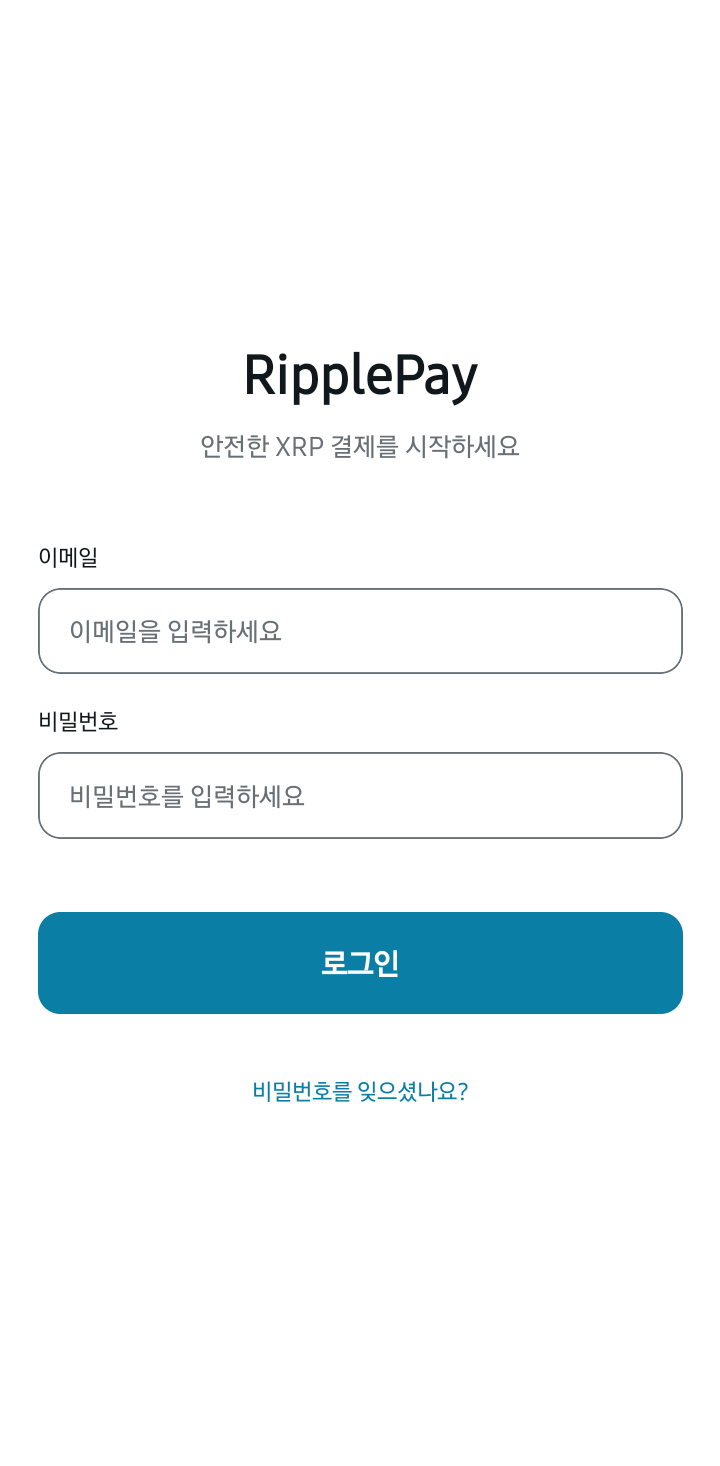 RipplePay
안전한 XRP 결제를 시작하세요
이메일
이메일을 입력하세요
비밀번호
비밀번호를 입력하세요
로그인
비밀번호를 잊으셨나요?